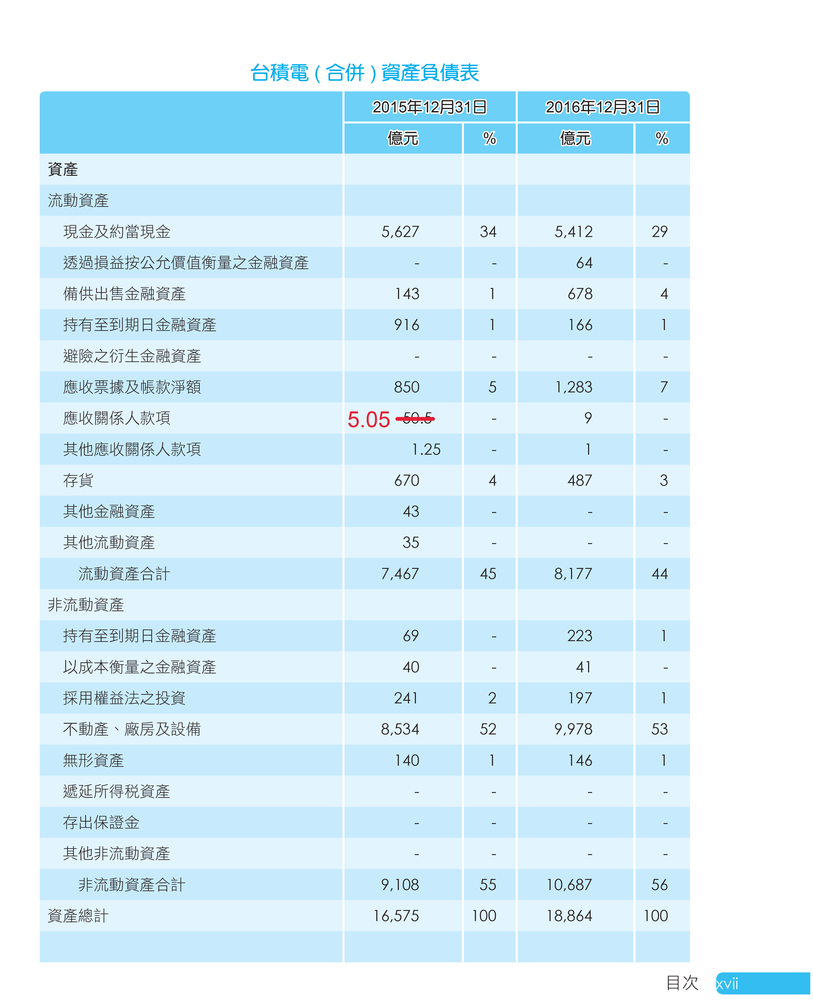 台積電(合併)資產負債表
2015年12月31日 2016年12月31日
億元 % 億元 %
資產
流動資產
現金及約當現金 5,627 34 5,412 29
透過損益按公允價值衡量之金融資產 - - 64 -
備供出售金融資產 143 1 678 4
持有至到期日金融資產 916 1 166 1
避險之衍生金融資產 - - - -
應收票據及帳款淨額 850 5 1,283 7
應收關係人款項 5.05 50.5 - 9 -
其他應收關係人款項 1.25 - 1 -
存貨 670 4 487 3
其他金融資產 43 - - -
其他流動資產 35 - - -
流動資產合計 7,467 45 8,177 44
非流動資產
持有至到期日金融資產 69 - 223 1
以成本衡量之金融資產 40 - 41 -
採用權益法之投資 241 2 197 1
不動產、廠房及設備 8,534 52 9,978 53
無形資產 140 1 146 1
遞延所得稅資產 - - - -
存出保證金 - - - -
其他非流動資產 - - - -
非流動資產合計 9,108 55 10,687 56
資產總計 16,575 100 18,864 100
目次 xvii